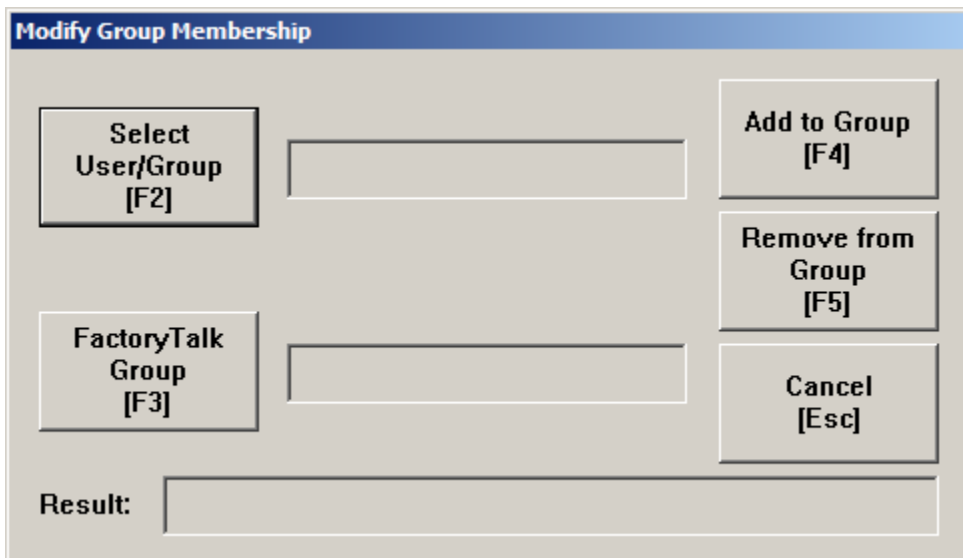 Modify Group Membership
Select
User/Group
[F2]
Add to Group
[F4]
Remove from
Group
[F5]
FactoryTalk
Group
[F3]
Cancel
[Esc]
Result: